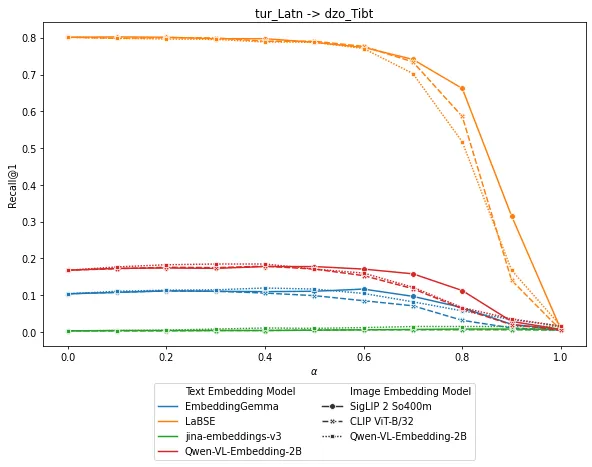 tur_Latn -> dzo_Tibt
Recall@1
0.8
0.7
0.6
0.5
0.4
0.3
0.2
0.1
0.0
0.0 0.2 0.4 0.6 0.8 1.0
α
Text Embedding Model
EmbeddingGemma
LaBSE
jina-embeddings-v3
Qwen-VL-Embedding-2B
Image Embedding Model
SigLIP 2 So400m
CLIP ViT-B/32
Qwen-VL-Embedding-2B